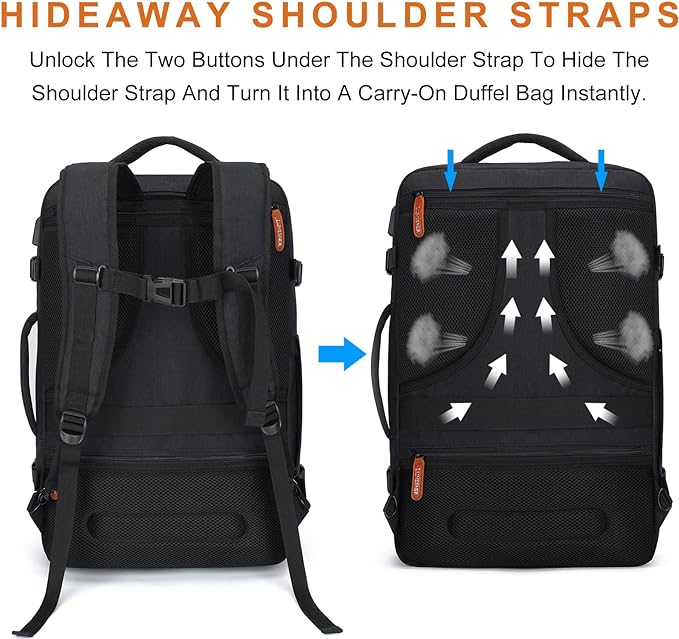 HIDEAWAY SHOULDER STRAPS
Unlock The Two Buttons Under The Shoulder Strap To Hide The
Shoulder Strap And Turn It Into A Carry-On Duffel Bag Instantly.